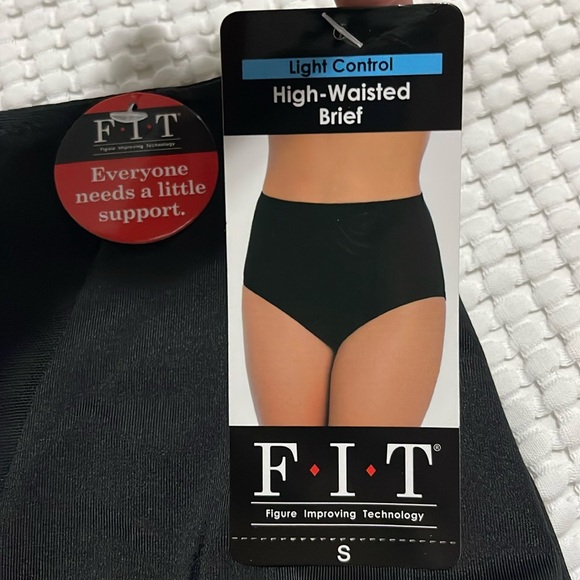 Light Control
High-Waisted
Brief
F·I·T
Figure Improving Technology
Everyone
needs a little
support.
F·I·T®
Figure Improving Technology
S